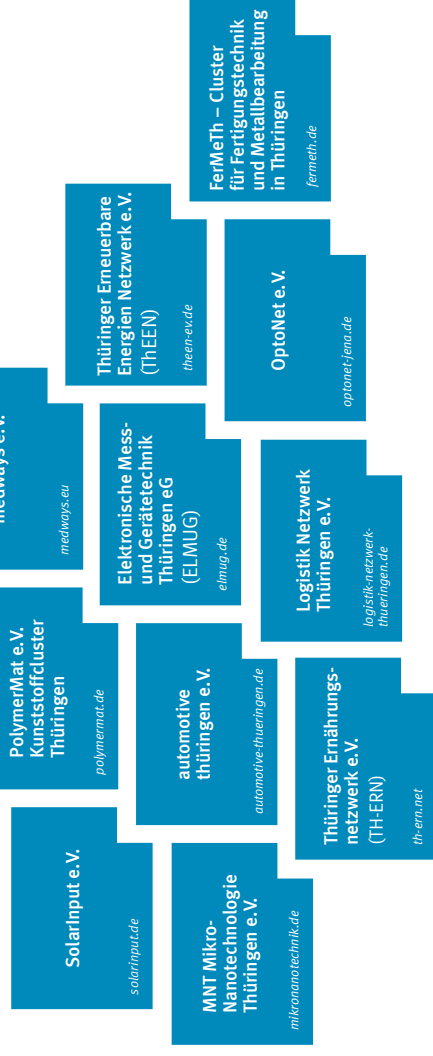 FerMeTh – Cluster
für Fertigungstechnik
und Metallbearbeitung
in Thüringen
fermeth.de
Thüringer Erneuerbare
Energien Netzwerk e.V.
(ThEEN)
theen-ev.de
OptoNet e.V.
optonet-jena.de
medways e.V.
medways.eu
Elektronische Mess-
und Gerätetechnik
Thüringen eG
(ELMUG)
elmug.de
Logistik Netzwerk
Thüringen e.V.
logistik-netzwerk-
thueringen.de
PolymerMat e.V.
Kunststoffcluster
Thüringen
polymermat.de
automotive
thüringen e.V.
automotive-thueringen.de
Thüringer Ernährungs-
netzwerk e.V.
(TH-ERN)
th-ern.net
SolarInput e.V.
solarinput.de
MNT Mikro-
Nanotechnologie
Thüringen e.V.
mikronanotechnik.de